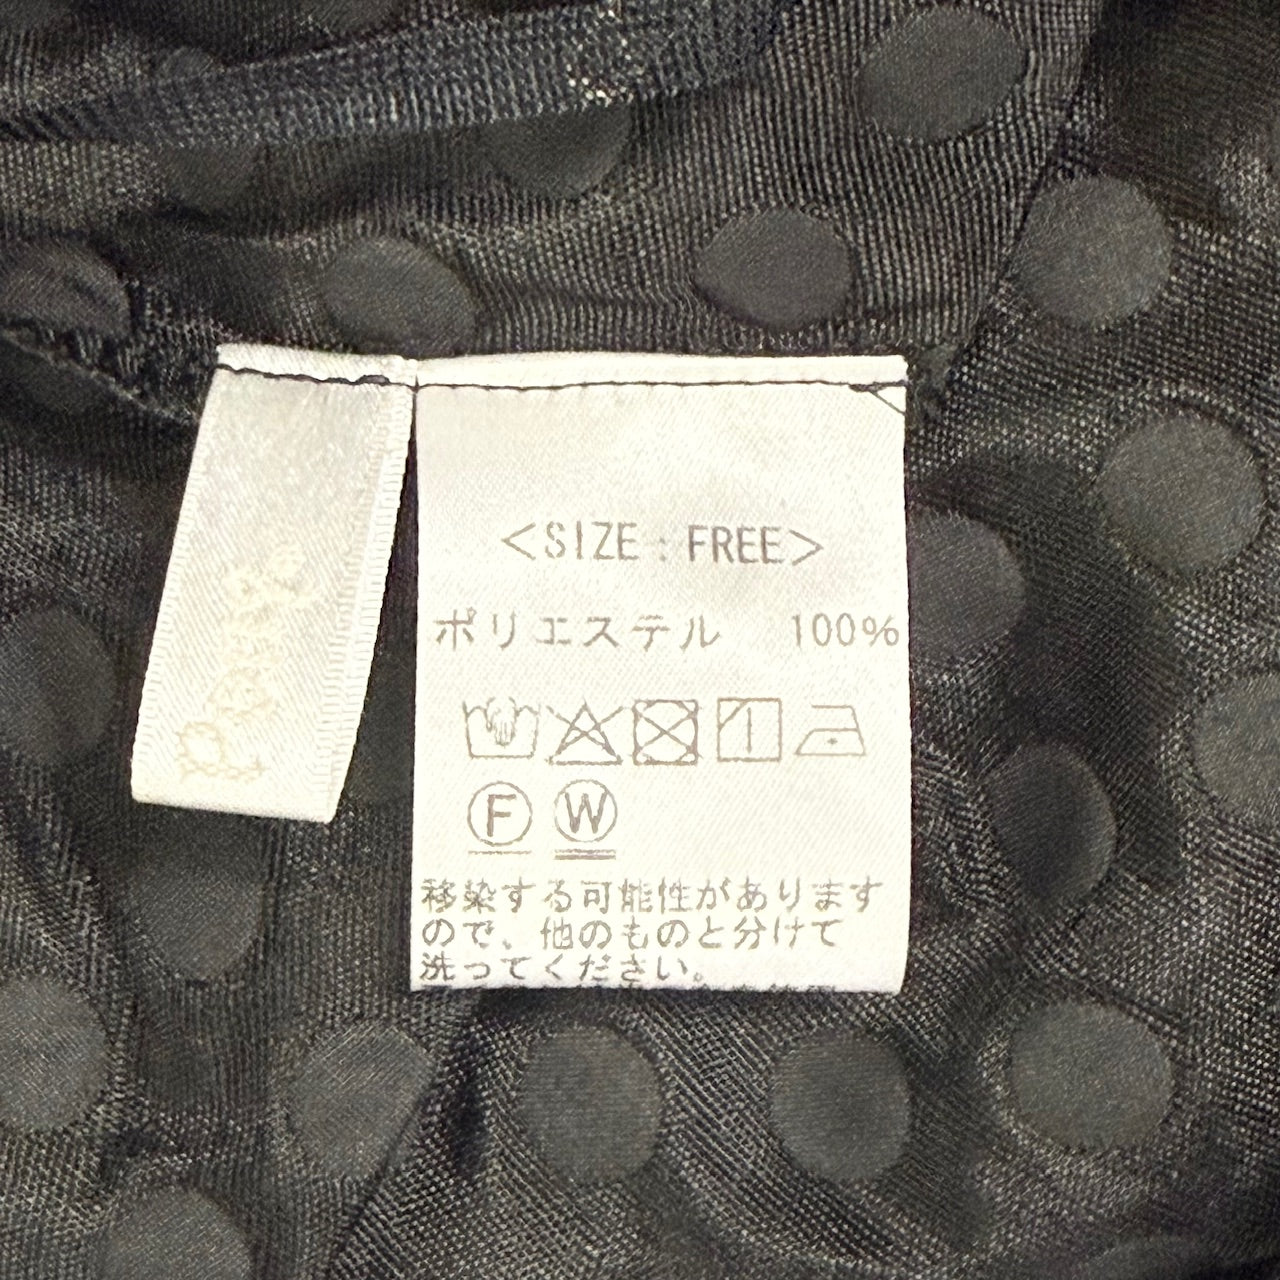 <SIZE : FREE>
ポリエステル 100%
F W
移染する可能性があります
ので、他のものと分けて
洗ってください。